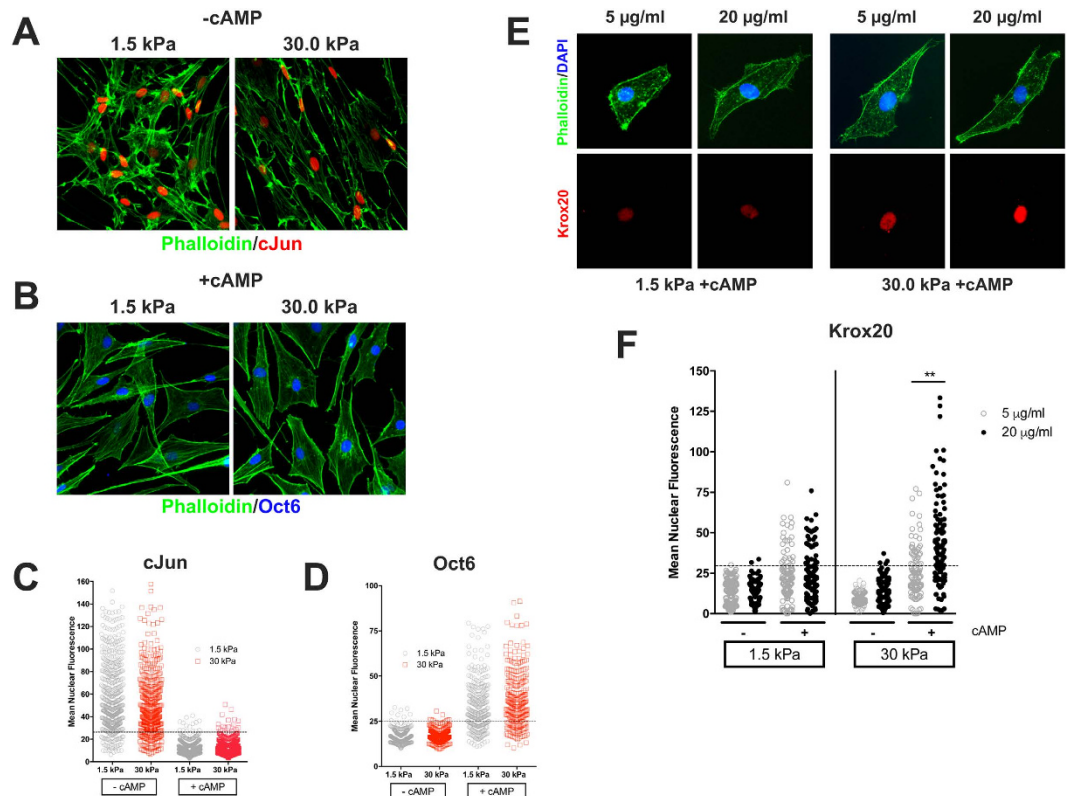 A
-cAMP
1.5 kPa 30.0 kPa
Phalloidin/cJun
B
+cAMP
1.5 kPa 30.0 kPa
Phalloidin/Oct6
C
cJun
Mean Nuclear Fluorescence
160
140
120
100
80
60
40
20
0
1.5 kPa
30 kPa
1.5 kPa 30 kPa 1.5 kPa 30 kPa
- cAMP + cAMP
D
Oct6
Mean Nuclear Fluorescence
100
75
50
25
0
1.5 kPa
30 kPa
1.5 kPa 30 kPa 1.5 kPa 30 kPa
- cAMP + cAMP
E
5 µg/ml 20 µg/ml 5 µg/ml 20 µg/ml
Phalloidin/DAPI
Krox20
1.5 kPa +cAMP 30.0 kPa +cAMP
F
Krox20
Mean Nuclear Fluorescence
150
125
100
75
50
25
0
**
5 µg/ml
20 µg/ml
- + - + cAMP
1.5 kPa 30 kPa